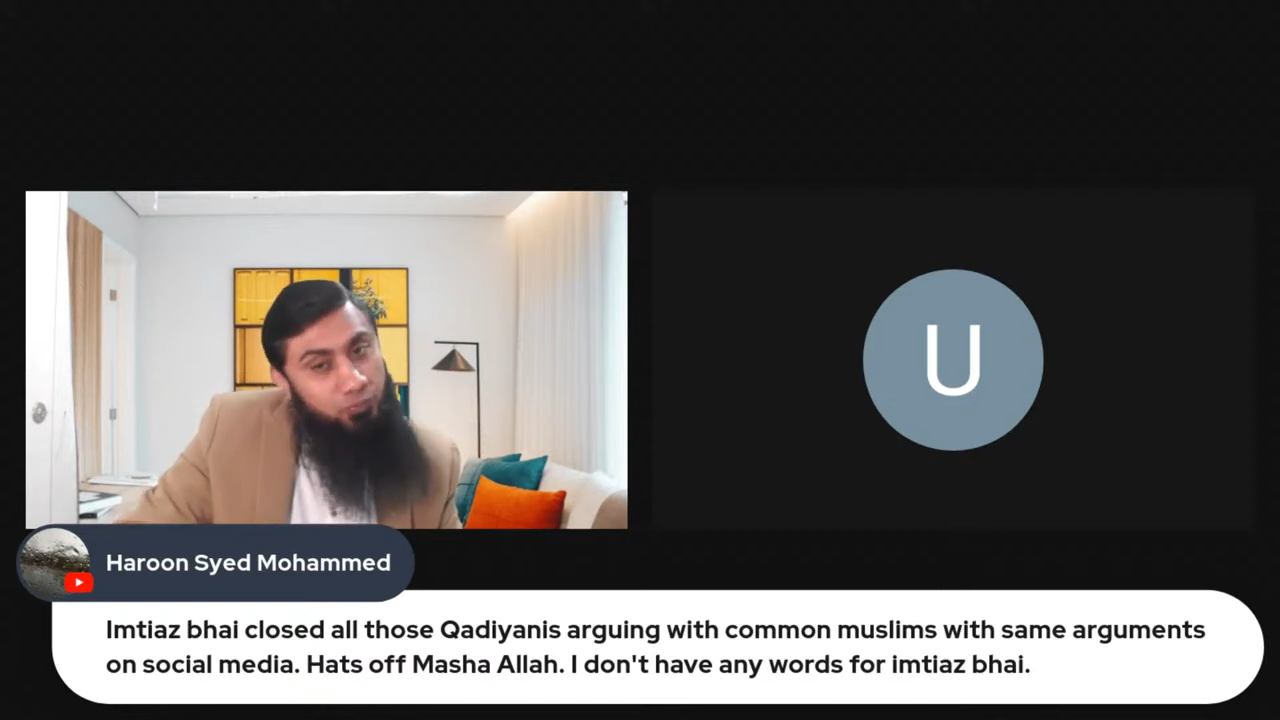 U
Haroon Syed Mohammed
Imtiaz bhai closed all those Qadiyanis arguing with common muslims with same arguments
on social media. Hats off Masha Allah. I don't have any words for imtiaz bhai.